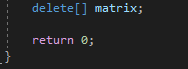 delete[] matrix;
return 0;
}